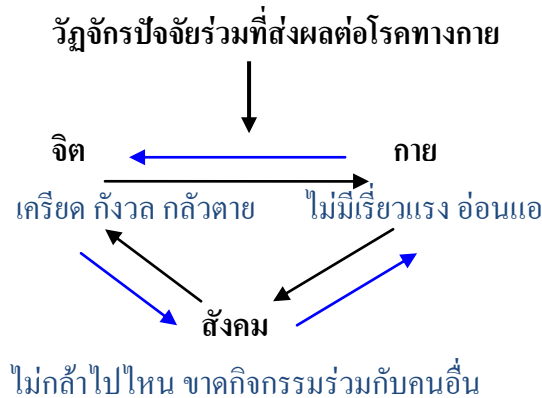 วัฏจักรปัจจัยร่วมที่ส่งผลต่อโรคทางกาย
จิต กาย
เครียด กังวล กลัวตาย ไม่มีเรี่ยวแรง อ่อนแอ
สังคม
ไม่กล้าไปไหน ขาดกิจกรรมร่วมกับคนอื่น